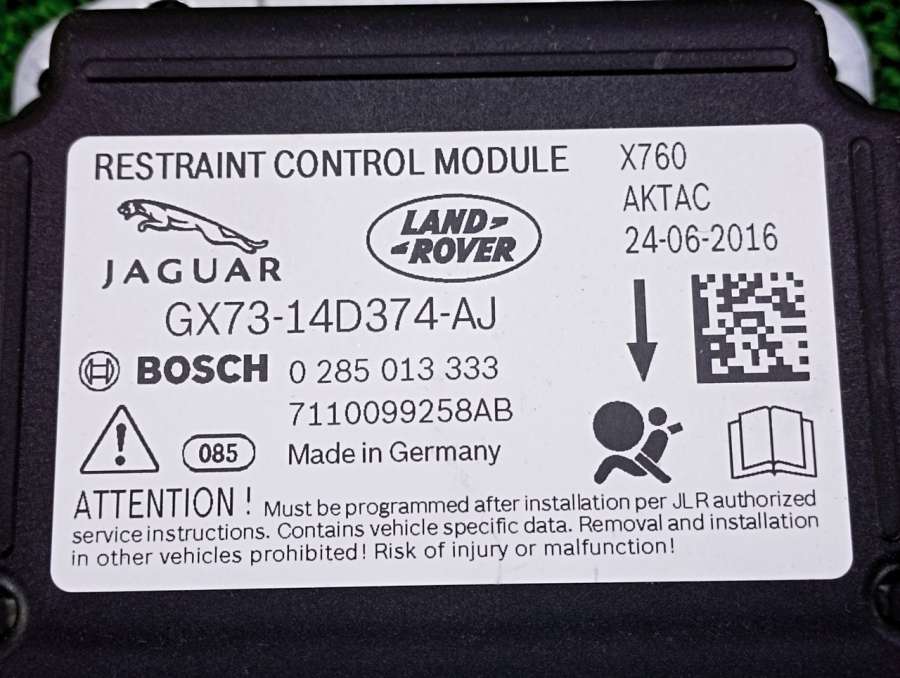 RESTRAINT CONTROL MODULE
X760
AKTAC
24-06-2016
JAGUAR
LAND
ROVER
GX73-14D374-AJ
BOSCH 0 285 013 333
7110099258AB
085
Made in Germany
ATTENTION ! Must be programmed after installation per JLR authorized
service instructions. Contains vehicle specific data. Removal and installation
in other vehicles prohibited! Risk of injury or malfunction!